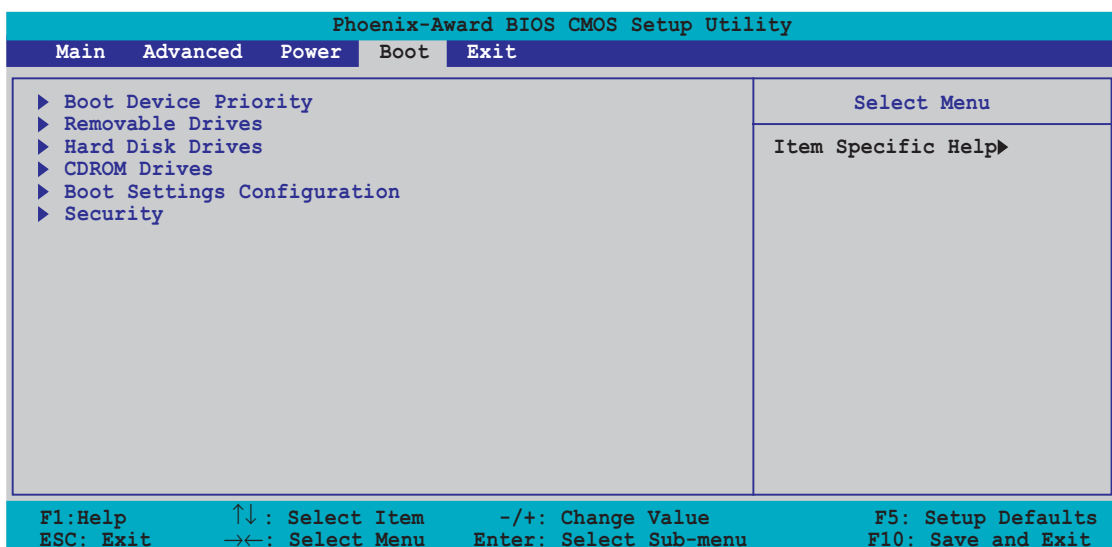 Phoenix-Award BIOS CMOS Setup Utility
Main Advanced Power Boot Exit
Boot Device Priority
Removable Drives
Hard Disk Drives
CDROM Drives
Boot Settings Configuration
Security
Select Menu
Item Specific Help
F1:Help ↑↓: Select Item -/+: Change Value F5: Setup Defaults
ESC: Exit →←: Select Menu Enter: Select Sub-menu F10: Save and Exit